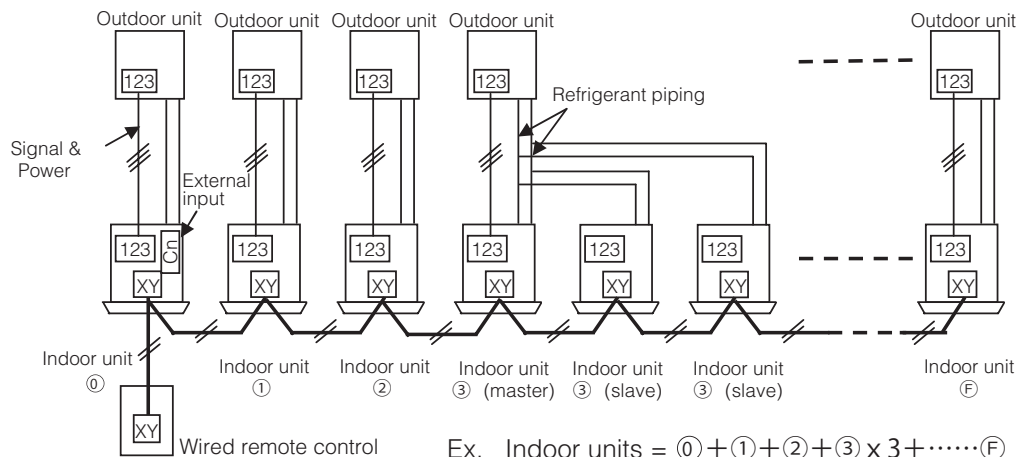 Outdoor unit Outdoor unit Outdoor unit Outdoor unit Outdoor unit
123 123 123 123 123
Refrigerant piping
Signal &
Power
External
input
123 Cn 123 123 123 123 123 123
XY XY XY XY XY XY XY
Indoor unit
⓪
Indoor unit
①
Indoor unit
②
Indoor unit
③ (master)
Indoor unit
③ (slave)
Indoor unit
③ (slave)
Indoor unit
Ⓕ
XY
Wired remote control
Ex. Indoor units = ⓪+①+②+③ x 3+……Ⓕ